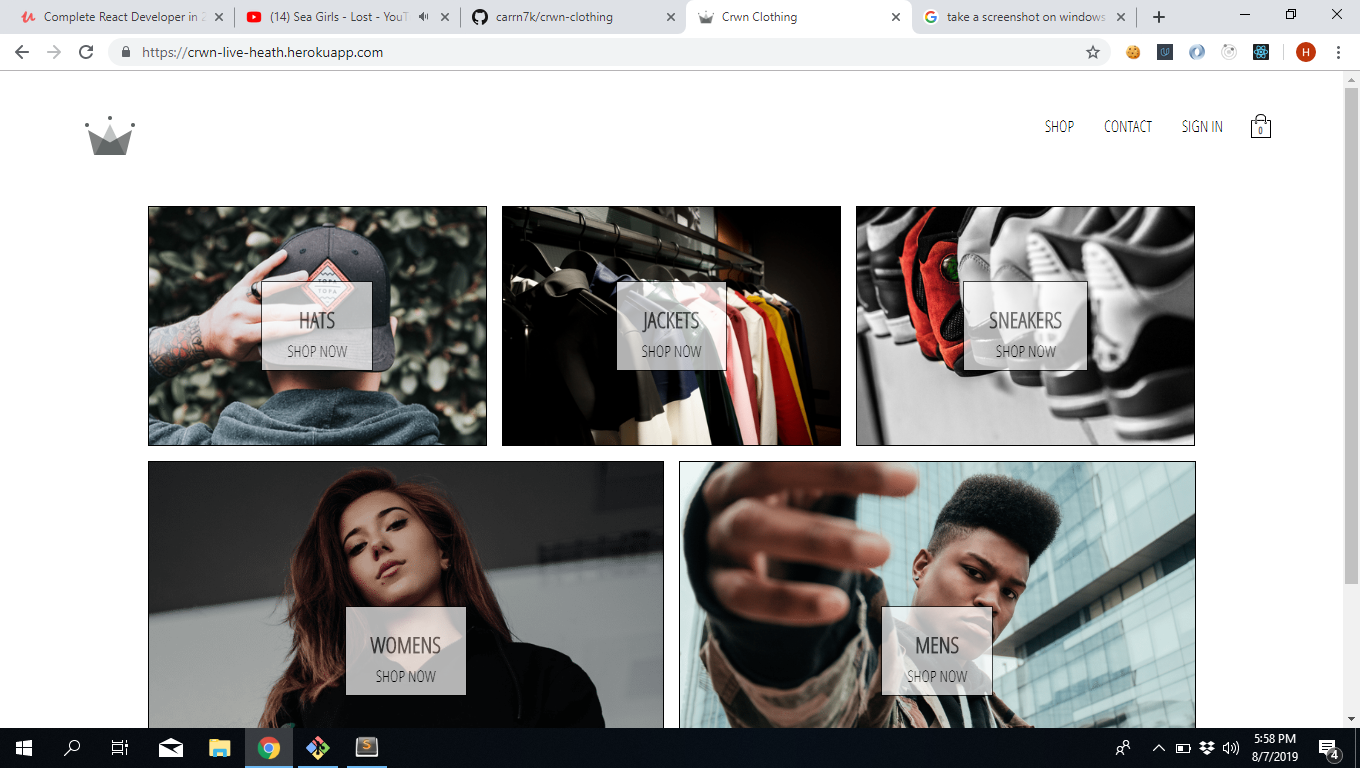 Complete React Developer in 2
(14) Sea Girls - Lost - YouT
carrn7k/crwn-clothing
Crwn Clothing
take a screenshot on windows
https://crwn-live-heath.herokuapp.com
H
SHOP
CONTACT
SIGN IN
0
HATS
SHOP NOW
JACKETS
SHOP NOW
SNEAKERS
SHOP NOW
WOMENS
SHOP NOW
MENS
SHOP NOW
5:58 PM
8/7/2019
4